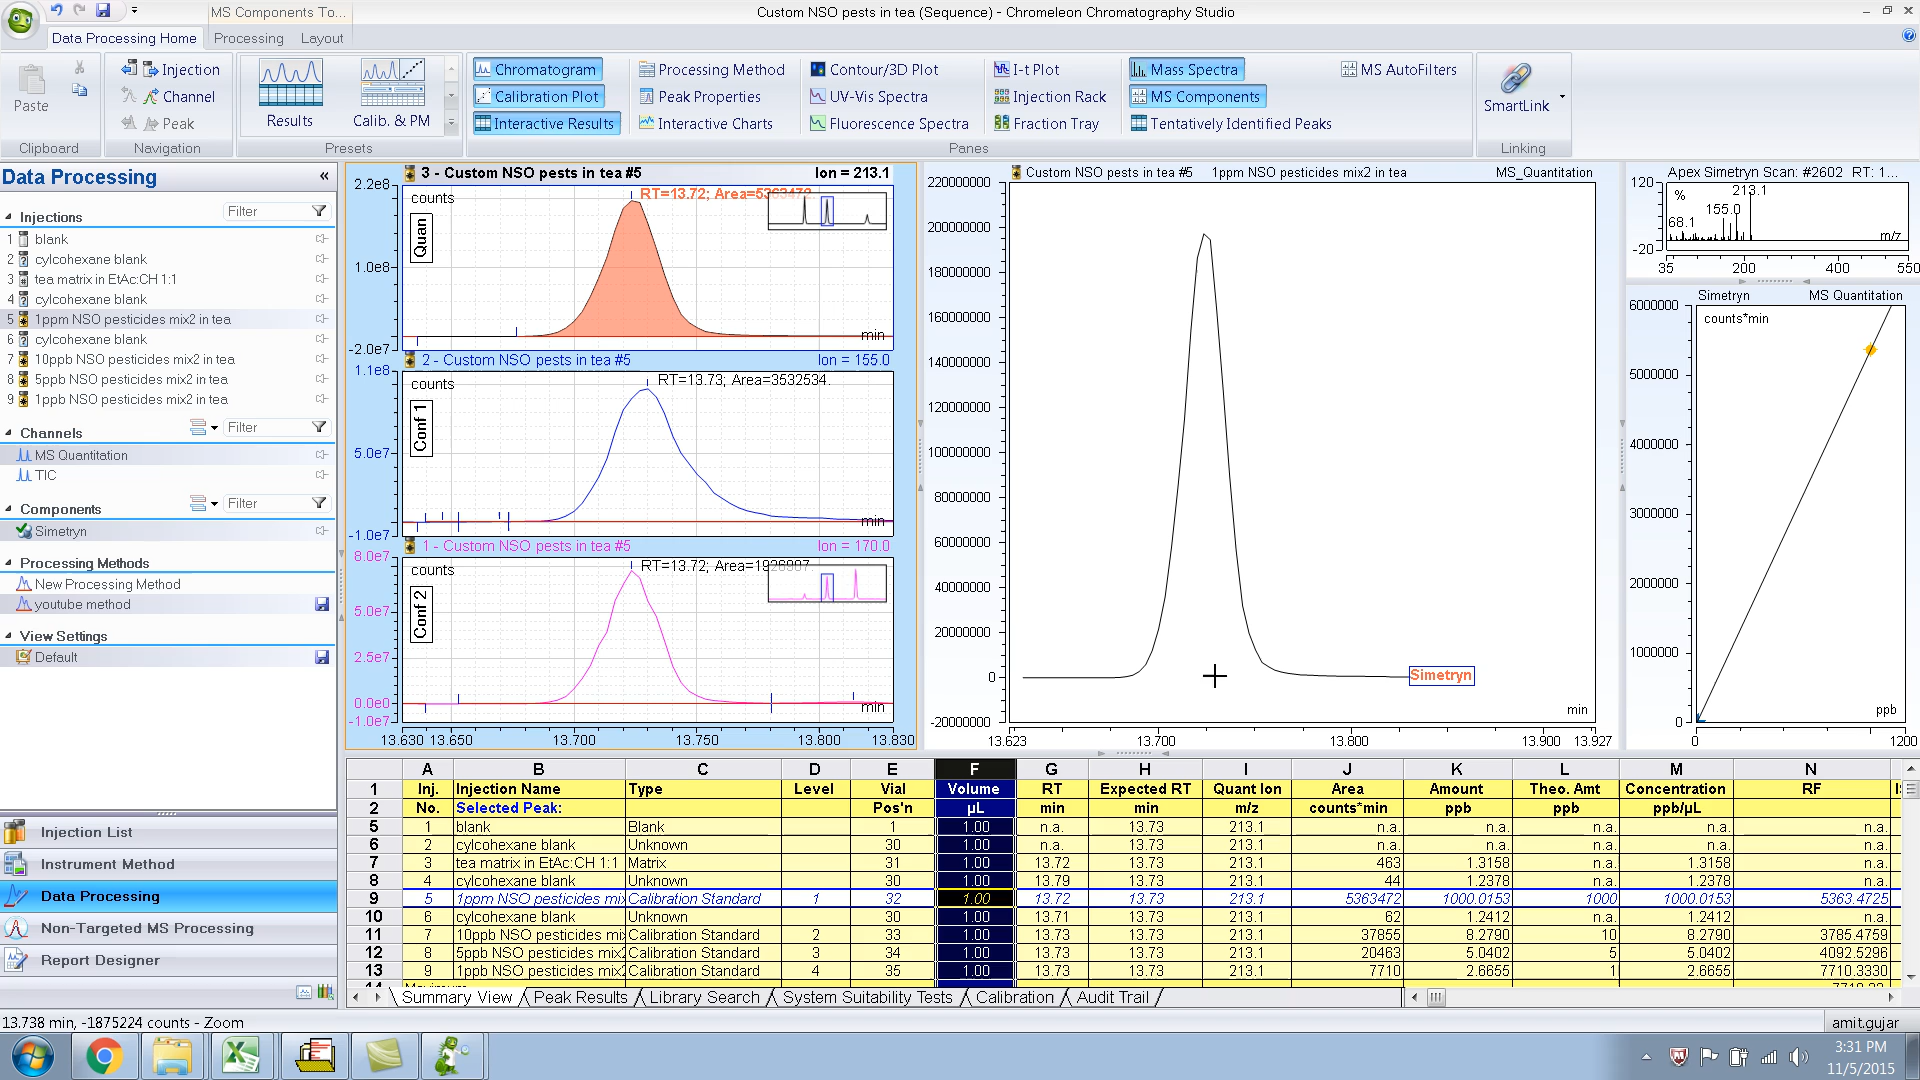 MS Components To...
Custom NSO pests in tea (Sequence) - Chromeleon Chromatography Studio
Data Processing Home
Processing
Layout
Paste
Clipboard
Injection
Channel
Peak
Navigation
Results
Calib. & PM
Presets
Chromatogram
Calibration Plot
Interactive Results
Processing Method
Peak Properties
Interactive Charts
Contour/3D Plot
UV-Vis Spectra
Fluorescence Spectra
I-t Plot
Injection Rack
Fraction Tray
Mass Spectra
MS Components
Tentatively Identified Peaks
MS AutoFilters
Panes
SmartLink
Linking
Data Processing
«
Injections
Filter
1 blank
2 cylcohexane blank
3 tea matrix in EtAc:CH 1:1
4 cylcohexane blank
5 1ppm NSO pesticides mix2 in tea
6 cylcohexane blank
7 10ppb NSO pesticides mix2 in tea
8 5ppb NSO pesticides mix2 in tea
9 1ppb NSO pesticides mix2 in tea
Channels
Filter
MS Quantitation
TIC
Components
Filter
Simetryn
Processing Methods
New Processing Method
youtube method
View Settings
Default
Injection List
Instrument Method
Data Processing
Non-Targeted MS Processing
Report Designer
3 - Custom NSO pests in tea #5 Ion = 213.1
2.2e8
counts
RT=13.72; Area=5363472.
Quan
1.0e8
min
-2.0e7
2 - Custom NSO pests in tea #5 Ion = 155.0
1.1e8
counts
RT=13.73; Area=3532534.
Conf 1
5.0e7
min
-1.0e7
1 - Custom NSO pests in tea #5 Ion = 170.0
8.0e7
counts
RT=13.72; Area=1926907.
5.0e7
Conf 2
2.5e7
0.0e0
min
-1.0e7
13.630 13.650 13.700 13.750 13.800 13.830
Custom NSO pests in tea #5 1ppm NSO pesticides mix2 in tea MS_Quantitation
220000000
200000000
180000000
160000000
140000000
120000000
100000000
80000000
60000000
40000000
20000000
0
-20000000
Simetryn
min
13.623 13.700 13.800 13.900 13.927
Apex Simetryn Scan: #2602 RT: 1...
120
%
213.1
155.0
68.1
m/z
-20
35 200 400 550
Simetryn MS Quantitation
6000000
counts*min
5000000
4000000
3000000
2000000
1000000
0
ppb
0 1200
A B C D E F G H I J K L M N
1 Inj. Injection Name Type Level Vial Volume RT Expected RT Quant Ion Area Amount Theo. Amt Concentration RF
2 No. Selected Peak: Pos'n µL min min m/z counts*min ppb ppb ppb/µL
5 1 blank Blank 1 1.00 n.a. 13.73 213.1 n.a. n.a. n.a. n.a. n.a.
6 2 cylcohexane blank Unknown 30 1.00 n.a. 13.73 213.1 n.a. n.a. n.a. n.a. n.a.
7 3 tea matrix in EtAc:CH 1:1 Matrix 31 1.00 13.72 13.73 213.1 463 1.3158 n.a. 1.3158 n.a.
8 4 cylcohexane blank Unknown 30 1.00 13.79 13.73 213.1 44 1.2378 n.a. 1.2378 n.a.
9 5 1ppm NSO pesticides mi Calibration Standard 1 32 1.00 13.72 13.73 213.1 5363472 1000.0153 1000 1000.0153 5363.4725
10 6 cylcohexane blank Unknown 30 1.00 13.71 13.73 213.1 62 1.2412 n.a. 1.2412 n.a.
11 7 10ppb NSO pesticides mi Calibration Standard 2 33 1.00 13.73 13.73 213.1 37855 8.2790 10 8.2790 3785.4759
12 8 5ppb NSO pesticides mix Calibration Standard 3 34 1.00 13.73 13.73 213.1 20463 5.0402 5 5.0402 4092.5296
13 9 1ppb NSO pesticides mix Calibration Standard 4 35 1.00 13.73 13.73 213.1 7710 2.6655 1 2.6655 7710.3330
Summary View Peak Results Library Search System Suitability Tests Calibration Audit Trail
13.738 min, -1875224 counts - Zoom
amit.gujar
3:31 PM
11/5/2015